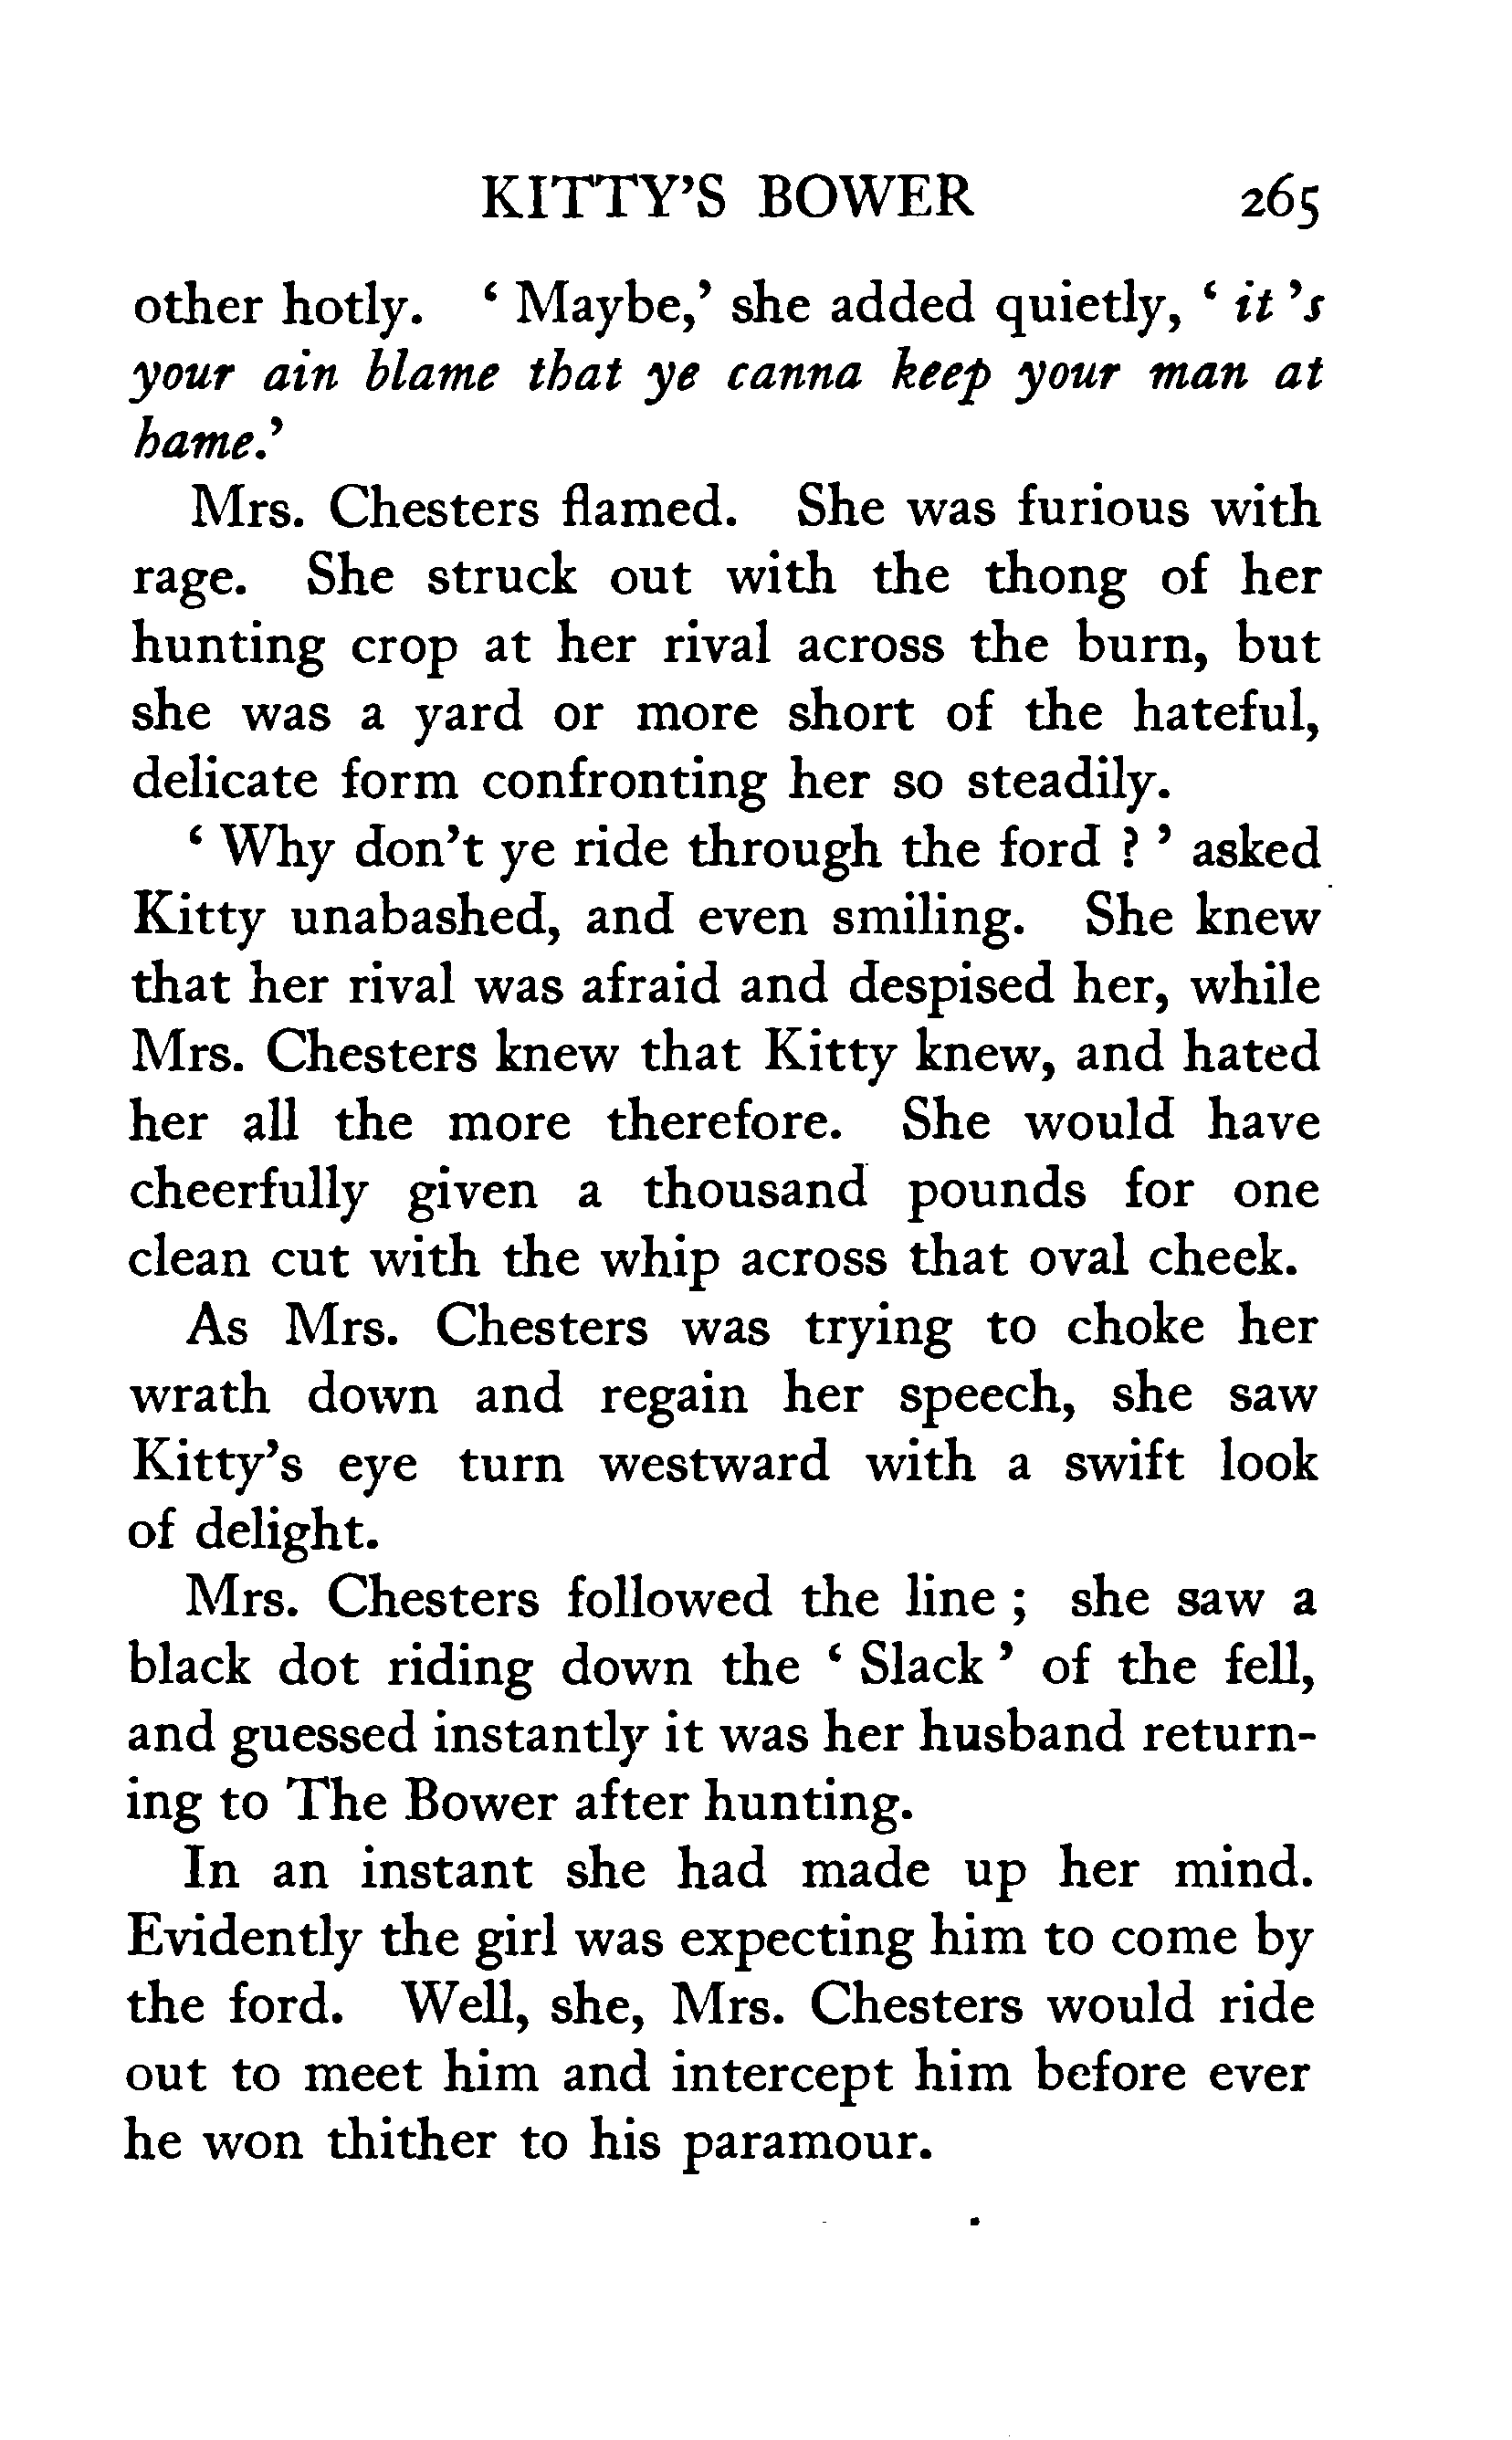 KITTY'S BOWER 265
other hotly. ‘ Maybe,’ she added quietly, ‘ it ’s
your ain blame that ye canna keep your man at
hame.’
Mrs. Chesters flamed. She was furious with
rage. She struck out with the thong of her
hunting crop at her rival across the burn, but
she was a yard or more short of the hateful,
delicate form confronting her so steadily.
‘ Why don’t ye ride through the ford ? ’ asked
Kitty unabashed, and even smiling. She knew
that her rival was afraid and despised her, while
Mrs. Chesters knew that Kitty knew, and hated
her all the more therefore. She would have
cheerfully given a thousand pounds for one
clean cut with the whip across that oval cheek.
As Mrs. Chesters was trying to choke her
wrath down and regain her speech, she saw
Kitty’s eye turn westward with a swift look
of delight.
Mrs. Chesters followed the line ; she saw a
black dot riding down the ‘ Slack ’ of the fell,
and guessed instantly it was her husband return-
ing to The Bower after hunting.
In an instant she had made up her mind.
Evidently the girl was expecting him to come by
the ford. Well, she, Mrs. Chesters would ride
out to meet him and intercept him before ever
he won thither to his paramour.